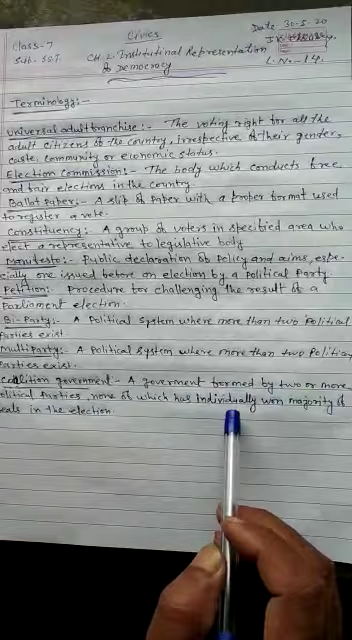 Civics
Date 30-5-20
Class-7
Sub-S.S.T.
CH. 2. Institutional Representation
of Democracy
L.No-14.
Terminology:-
Universal adult franchise:- The voting right for all the
adult citizens of the country, irrespective of their gender,
caste, community or economic status.
Election commission:- The body which conducts free
and fair elections in the country
Ballot paper:- A slip of paper with a proper format used
to register a vote.
Constituency: A group of voters in specified area who
elect a representative to legislative body
Manifesto:- Public declaration of policy and aims, espe-
cially one issued before an election by a Political Party.
Petition: Procedure for challenging the result of a
Parliament election.
Bi-Party:- A Political system where more than two Political
Parties exist
Multiparty:- A Political system where more than two Political
Parties exist.
Coalition government- A goverment formed by two or more
olitical Parties, none of which has individually won majority of
eats in the election.